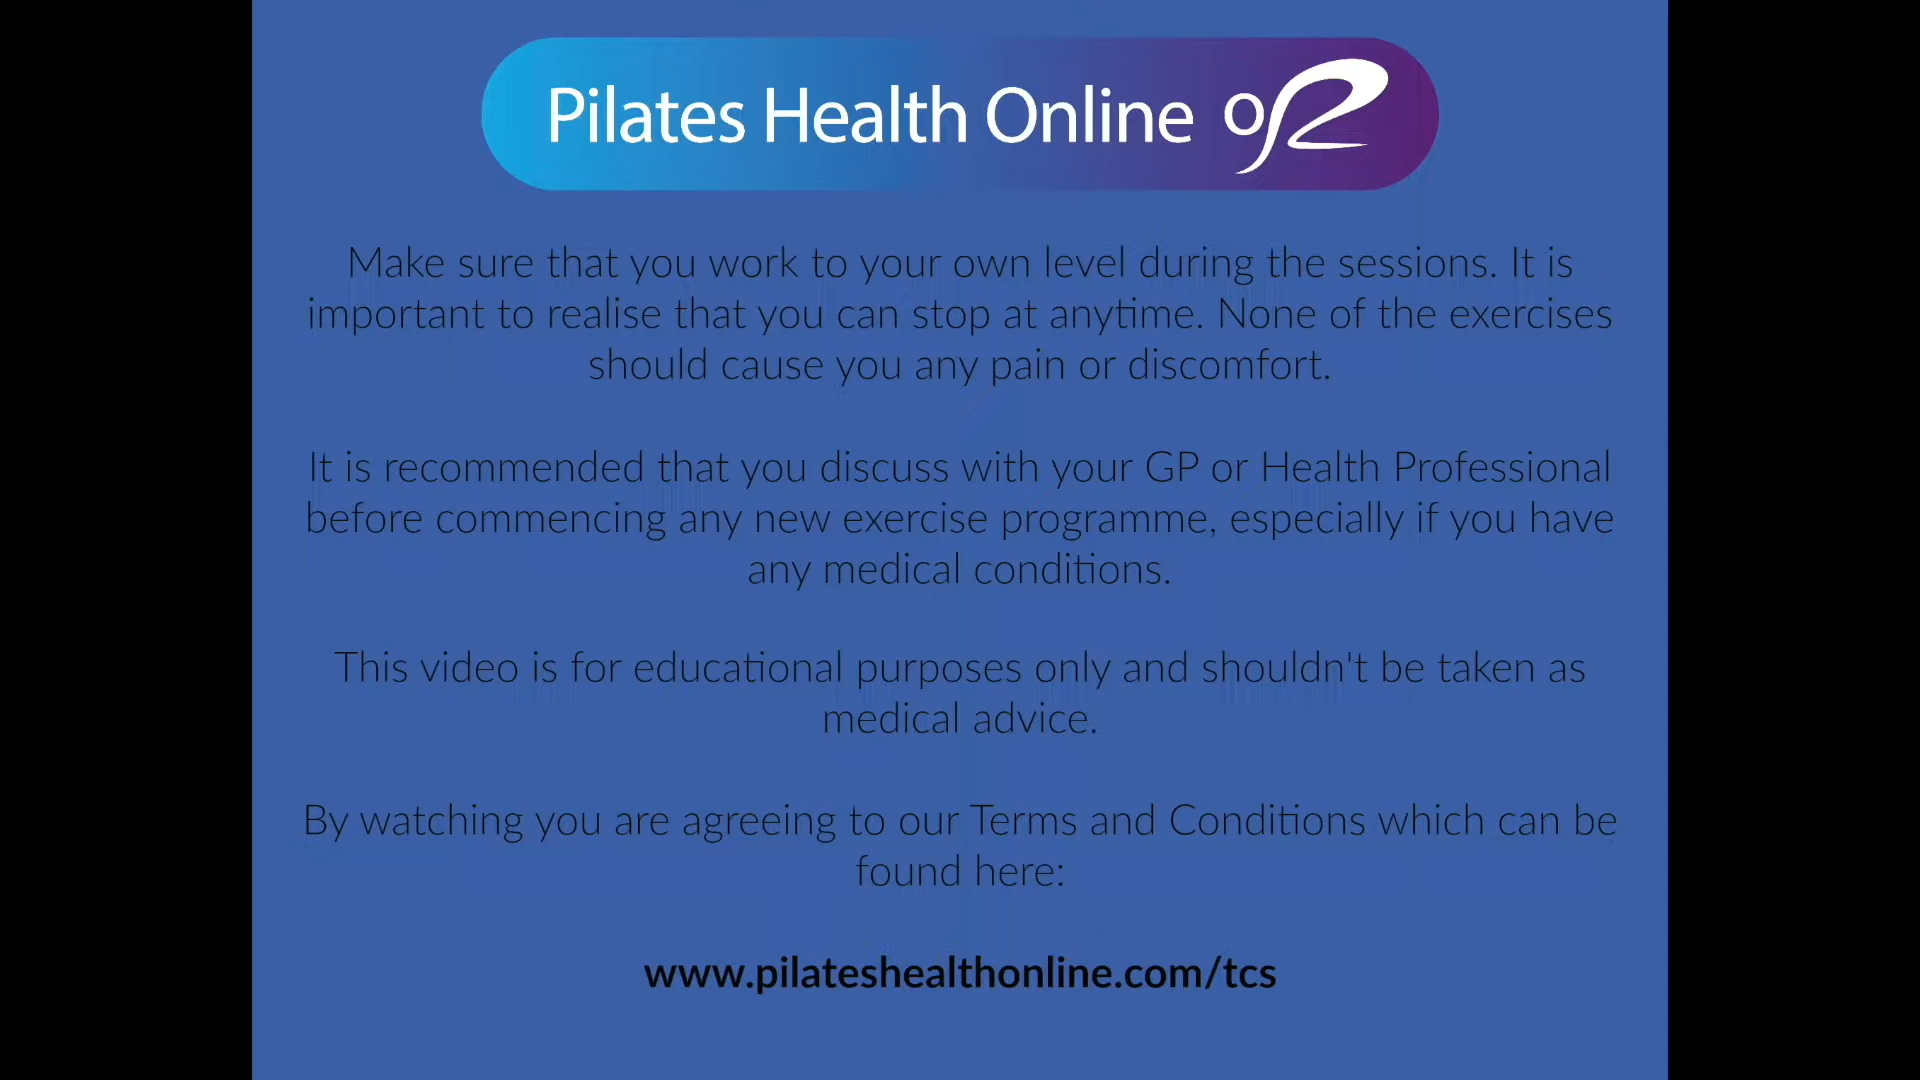 Pilates Health Online
Make sure that you work to your own level during the sessions. It is
important to realise that you can stop at anytime. None of the exercises
should cause you any pain or discomfort.
It is recommended that you discuss with your GP or Health Professional
before commencing any new exercise programme, especially if you have
any medical conditions.
This video is for educational purposes only and shouldn't be taken as
medical advice.
By watching you are agreeing to our Terms and Conditions which can be
found here:
www.pilateshealthonline.com/tcs